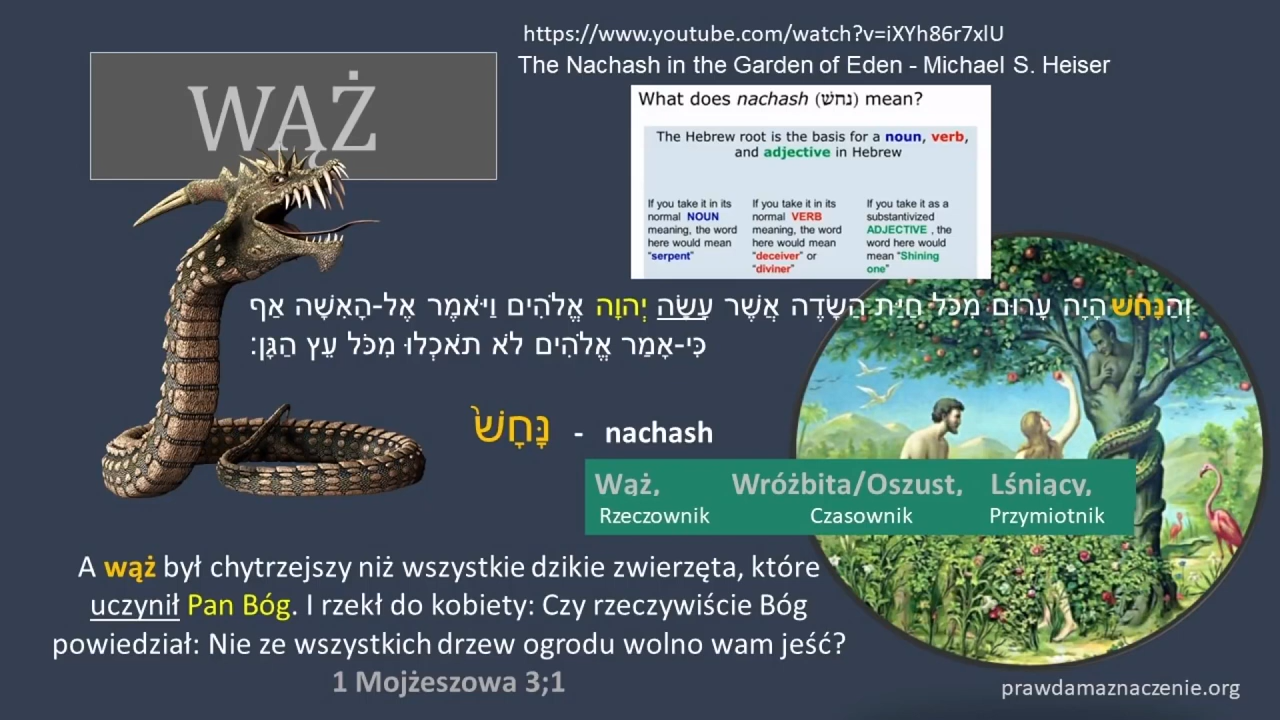 https://www.youtube.com/watch?v=iXYh86r7xlU
The Nachash in the Garden of Eden - Michael S. Heiser
WĄŻ
What does nachash (נחשׁ) mean?
The Hebrew root is the basis for a noun, verb,
and adjective in Hebrew
If you take it in its
normal NOUN
meaning, the word
here would mean
“serpent”
If you take it in its
normal VERB
meaning, the word
here would mean
“deceiver” or
“diviner”
If you take it as a
substantivized
ADJECTIVE , the
word here would
mean “Shining
one”
וְהַנָּחָשׁ הָיָה עָרוּם מִכֹּל חַיַּת הַשָּׂדֶה אֲשֶׁר עָשָׂה יְהוָה אֱלֹהִים וַיֹּאמֶר אֶל-הָאִשָּׁה אַף
כִּי-אָמַר אֱלֹהִים לֹא תֹאכְלוּ מִכֹּל עֵץ הַגָּן:
נָּחָשׁ֙ - nachash
Wąż, Wróżbita/Oszust, Lśniący,
Rzeczownik Czasownik Przymiotnik
A wąż był chytrzejszy niż wszystkie dzikie zwierzęta, które
uczynił Pan Bóg. I rzekł do kobiety: Czy rzeczywiście Bóg
powiedział: Nie ze wszystkich drzew ogrodu wolno wam jeść?
1 Mojżeszowa 3;1
prawdamaznaczenie.org